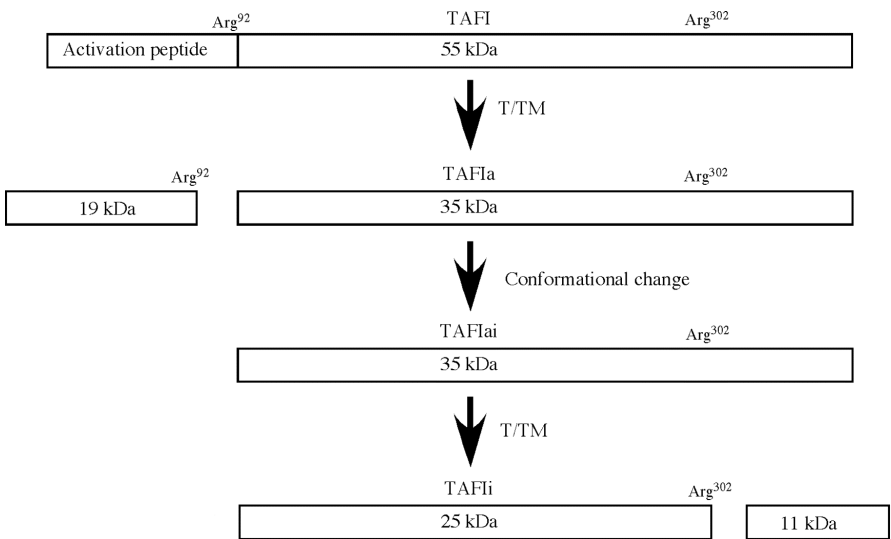 Arg92 TAFI Arg302
Activation peptide 55 kDa
T/TM
Arg92 TAFIa Arg302
19 kDa 35 kDa
Conformational change
TAFIai Arg302
35 kDa
T/TM
TAFIi Arg302
25 kDa 11 kDa